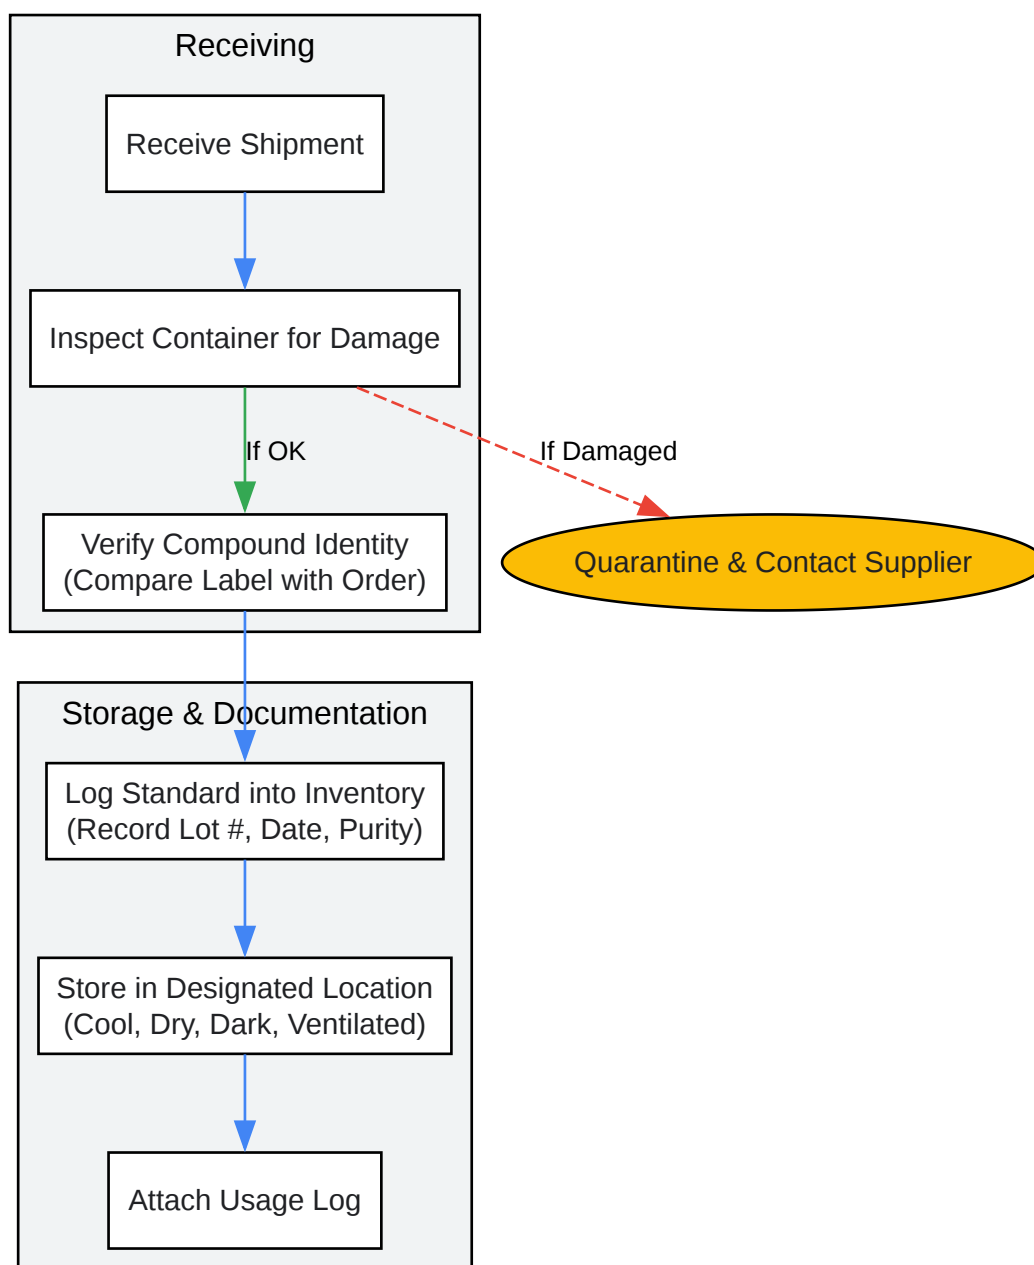 Receiving
Receive Shipment
Inspect Container for Damage
If OK
If Damaged
Verify Compound Identity
(Compare Label with Order)
Quarantine & Contact Supplier
Storage & Documentation
Log Standard into Inventory
(Record Lot #, Date, Purity)
Store in Designated Location
(Cool, Dry, Dark, Ventilated)
Attach Usage Log